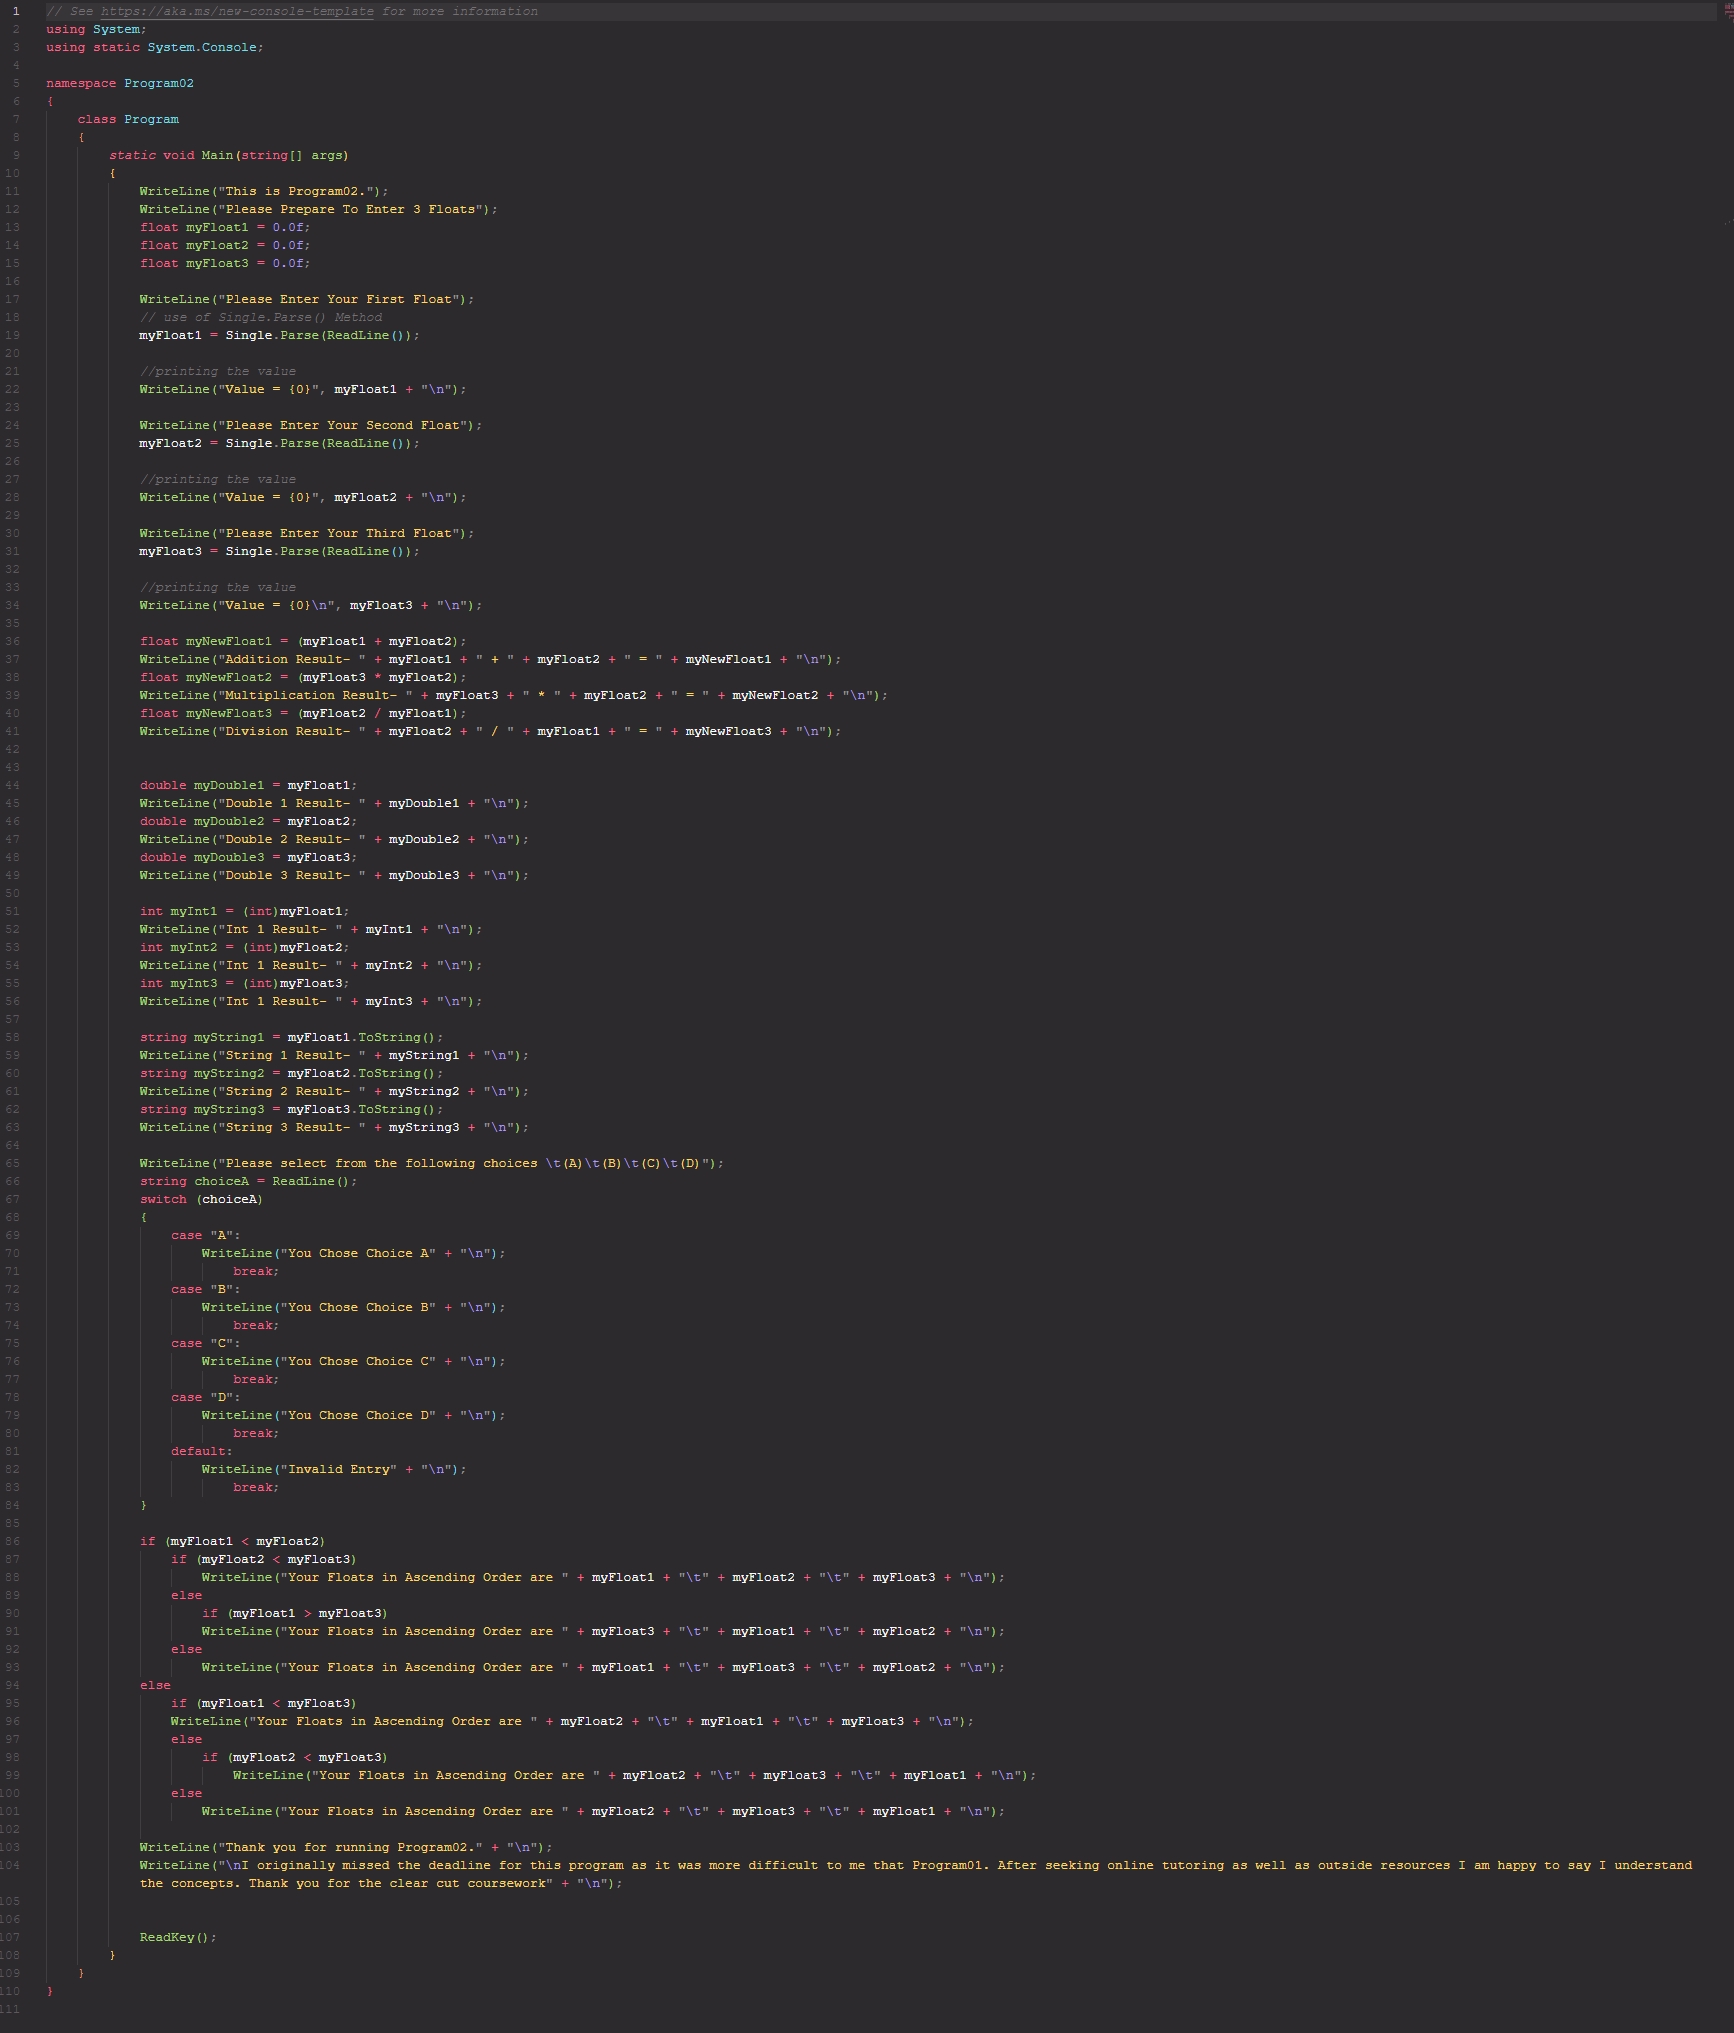 1 // See https://aka.ms/new-console-template for more information
2 using System;
3 using static System.Console;
4
5 namespace Program02
6 {
7 class Program
8 {
9 static void Main(string[] args)
10 {
11 WriteLine("This is Program02.");
12 WriteLine("Please Prepare To Enter 3 Floats");
13 float myFloat1 = 0.0f;
14 float myFloat2 = 0.0f;
15 float myFloat3 = 0.0f;
16
17 WriteLine("Please Enter Your First Float");
18 // use of Single.Parse() Method
19 myFloat1 = Single.Parse(ReadLine());
20
21 //printing the value
22 WriteLine("Value = {0}", myFloat1 + "\n");
23
24 WriteLine("Please Enter Your Second Float");
25 myFloat2 = Single.Parse(ReadLine());
26
27 //printing the value
28 WriteLine("Value = {0}", myFloat2 + "\n");
29
30 WriteLine("Please Enter Your Third Float");
31 myFloat3 = Single.Parse(ReadLine());
32
33 //printing the value
34 WriteLine("Value = {0}\n", myFloat3 + "\n");
35
36 float myNewFloat1 = (myFloat1 + myFloat2);
37 WriteLine("Addition Result- " + myFloat1 + " + " + myFloat2 + " = " + myNewFloat1 + "\n");
38 float myNewFloat2 = (myFloat3 * myFloat2);
39 WriteLine("Multiplication Result- " + myFloat3 + " * " + myFloat2 + " = " + myNewFloat2 + "\n");
40 float myNewFloat3 = (myFloat2 / myFloat1);
41 WriteLine("Division Result- " + myFloat2 + " / " + myFloat1 + " = " + myNewFloat3 + "\n");
42
43
44 double myDouble1 = myFloat1;
45 WriteLine("Double 1 Result- " + myDouble1 + "\n");
46 double myDouble2 = myFloat2;
47 WriteLine("Double 2 Result- " + myDouble2 + "\n");
48 double myDouble3 = myFloat3;
49 WriteLine("Double 3 Result- " + myDouble3 + "\n");
50
51 int myInt1 = (int)myFloat1;
52 WriteLine("Int 1 Result- " + myInt1 + "\n");
53 int myInt2 = (int)myFloat2;
54 WriteLine("Int 1 Result- " + myInt2 + "\n");
55 int myInt3 = (int)myFloat3;
56 WriteLine("Int 1 Result- " + myInt3 + "\n");
57
58 string myString1 = myFloat1.ToString();
59 WriteLine("String 1 Result- " + myString1 + "\n");
60 string myString2 = myFloat2.ToString();
61 WriteLine("String 2 Result- " + myString2 + "\n");
62 string myString3 = myFloat3.ToString();
63 WriteLine("String 3 Result- " + myString3 + "\n");
64
65 WriteLine("Please select from the following choices \t(A)\t(B)\t(C)\t(D)");
66 string choiceA = ReadLine();
67 switch (choiceA)
68 {
69 case "A":
70 WriteLine("You Chose Choice A" + "\n");
71 break;
72 case "B":
73 WriteLine("You Chose Choice B" + "\n");
74 break;
75 case "C":
76 WriteLine("You Chose Choice C" + "\n");
77 break;
78 case "D":
79 WriteLine("You Chose Choice D" + "\n");
80 break;
81 default:
82 WriteLine("Invalid Entry" + "\n");
83 break;
84 }
85
86 if (myFloat1 < myFloat2)
87 if (myFloat2 < myFloat3)
88 WriteLine("Your Floats in Ascending Order are " + myFloat1 + "\t" + myFloat2 + "\t" + myFloat3 + "\n");
89 else
90 if (myFloat1 > myFloat3)
91 WriteLine("Your Floats in Ascending Order are " + myFloat3 + "\t" + myFloat1 + "\t" + myFloat2 + "\n");
92 else
93 WriteLine("Your Floats in Ascending Order are " + myFloat1 + "\t" + myFloat3 + "\t" + myFloat2 + "\n");
94 else
95 if (myFloat1 < myFloat3)
96 WriteLine("Your Floats in Ascending Order are " + myFloat2 + "\t" + myFloat1 + "\t" + myFloat3 + "\n");
97 else
98 if (myFloat2 < myFloat3)
99 WriteLine("Your Floats in Ascending Order are " + myFloat2 + "\t" + myFloat3 + "\t" + myFloat1 + "\n");
100 else
101 WriteLine("Your Floats in Ascending Order are " + myFloat2 + "\t" + myFloat3 + "\t" + myFloat1 + "\n");
102
103 WriteLine("Thank you for running Program02." + "\n");
104 WriteLine("\nI originally missed the deadline for this program as it was more difficult to me that Program01. After seeking online tutoring as well as outside resources I am happy to say I understand
the concepts. Thank you for the clear cut coursework" + "\n");
105
106
107 ReadKey();
108 }
109 }
110 }
111